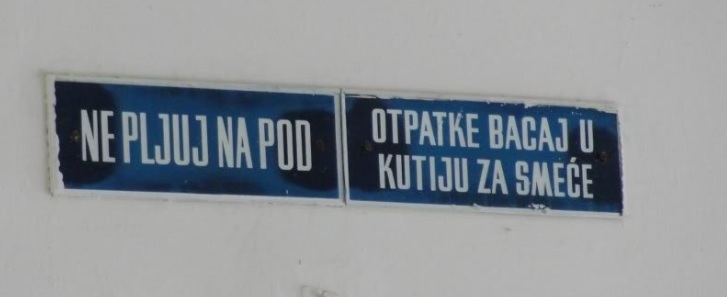 NE PLJUJ NA POD
OTPATKE BACAJ U
KUTIJU ZA SMEĆE